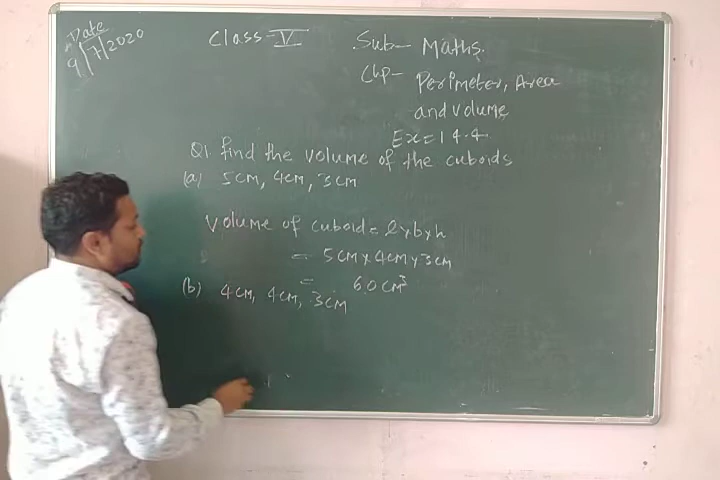 Date
9/7/2020
Class-V
Sub- Maths.
Chp- Perimeter, Area
and volume
Ex=14.4
Q1. find the volume of the cuboids
(a) 5cm, 4cm, 3cm
Volume of cuboid = l×b×h
= 5cm × 4cm × 3cm
= 60cm³
(b) 4cm, 4cm, 3cm